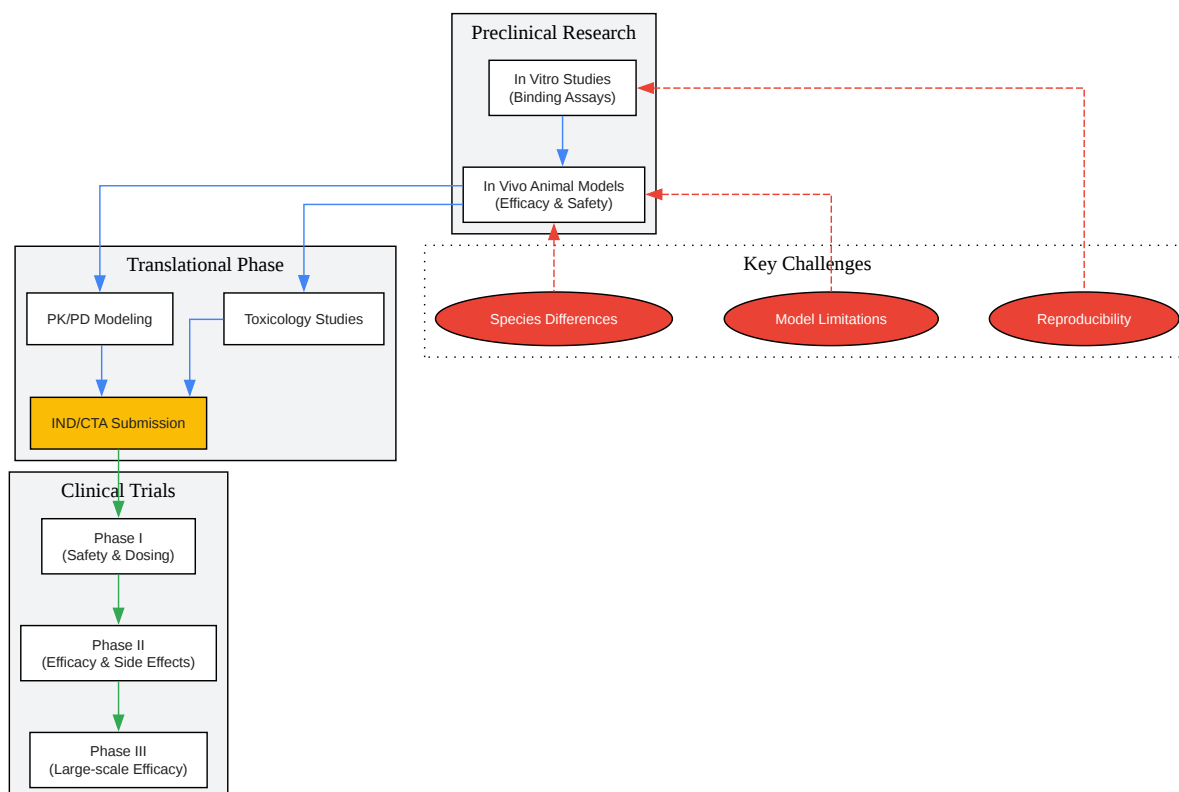 Preclinical Research
In Vitro Studies
(Binding Assays)
In Vivo Animal Models
(Efficacy & Safety)
Translational Phase
PK/PD Modeling
Toxicology Studies
IND/CTA Submission
Key Challenges
Species Differences
Model Limitations
Reproducibility
Clinical Trials
Phase I
(Safety & Dosing)
Phase II
(Efficacy & Side Effects)
Phase III
(Large-scale Efficacy)